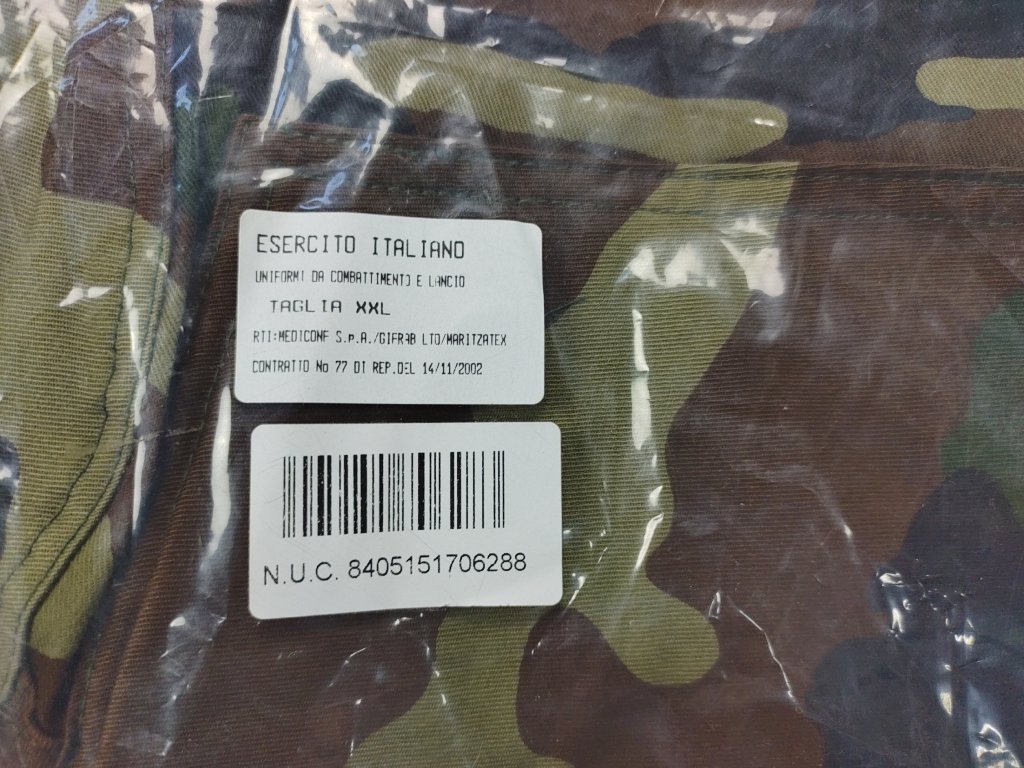 ESERCITO ITALIANO
UNIFORMI DA COMBATTIMENTO E LANCIO
TAGLIA XXL
RTI:MEDICONF S.p.A./GIFRAB LTD/MARITZATEX
CONTRATTO No 77 DI REP.DEL 14/11/2002
N.U.C. 8405151706288